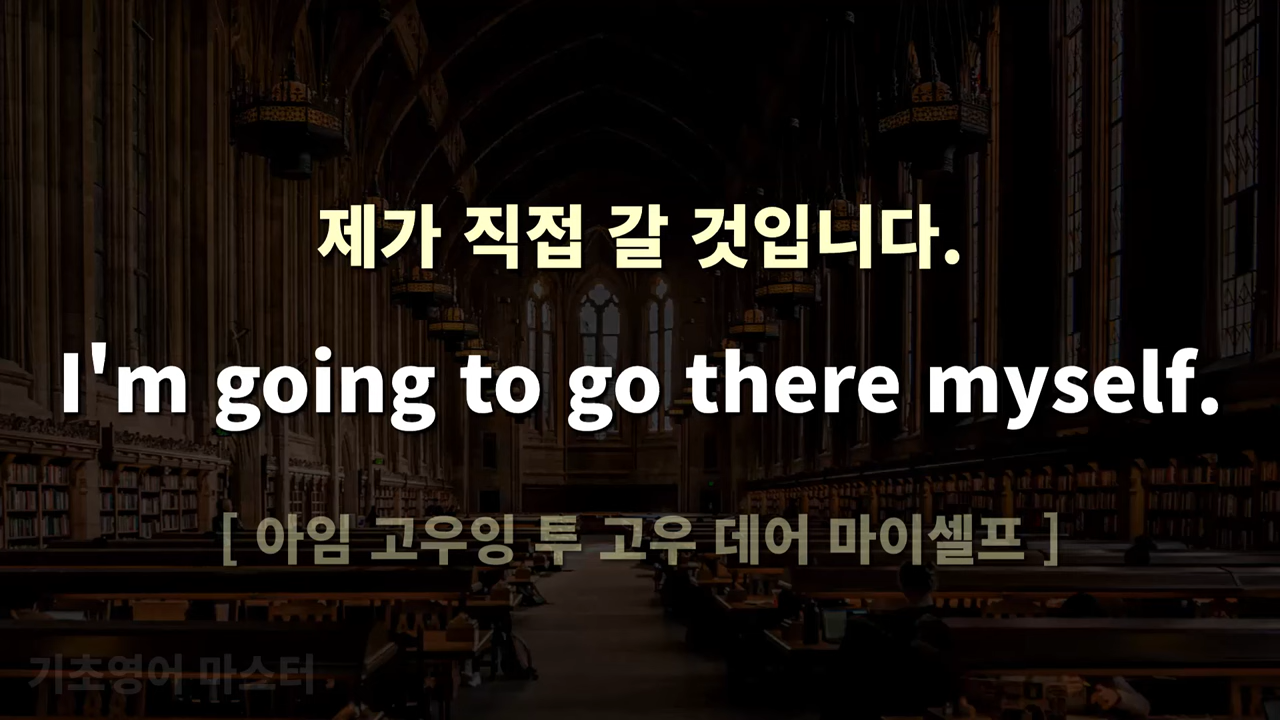 제가 직접 갈 것입니다.
I'm going to go there myself.
[ 아임 고우잉 투 고우 데어 마이셀프 ]
기초영어 마스터